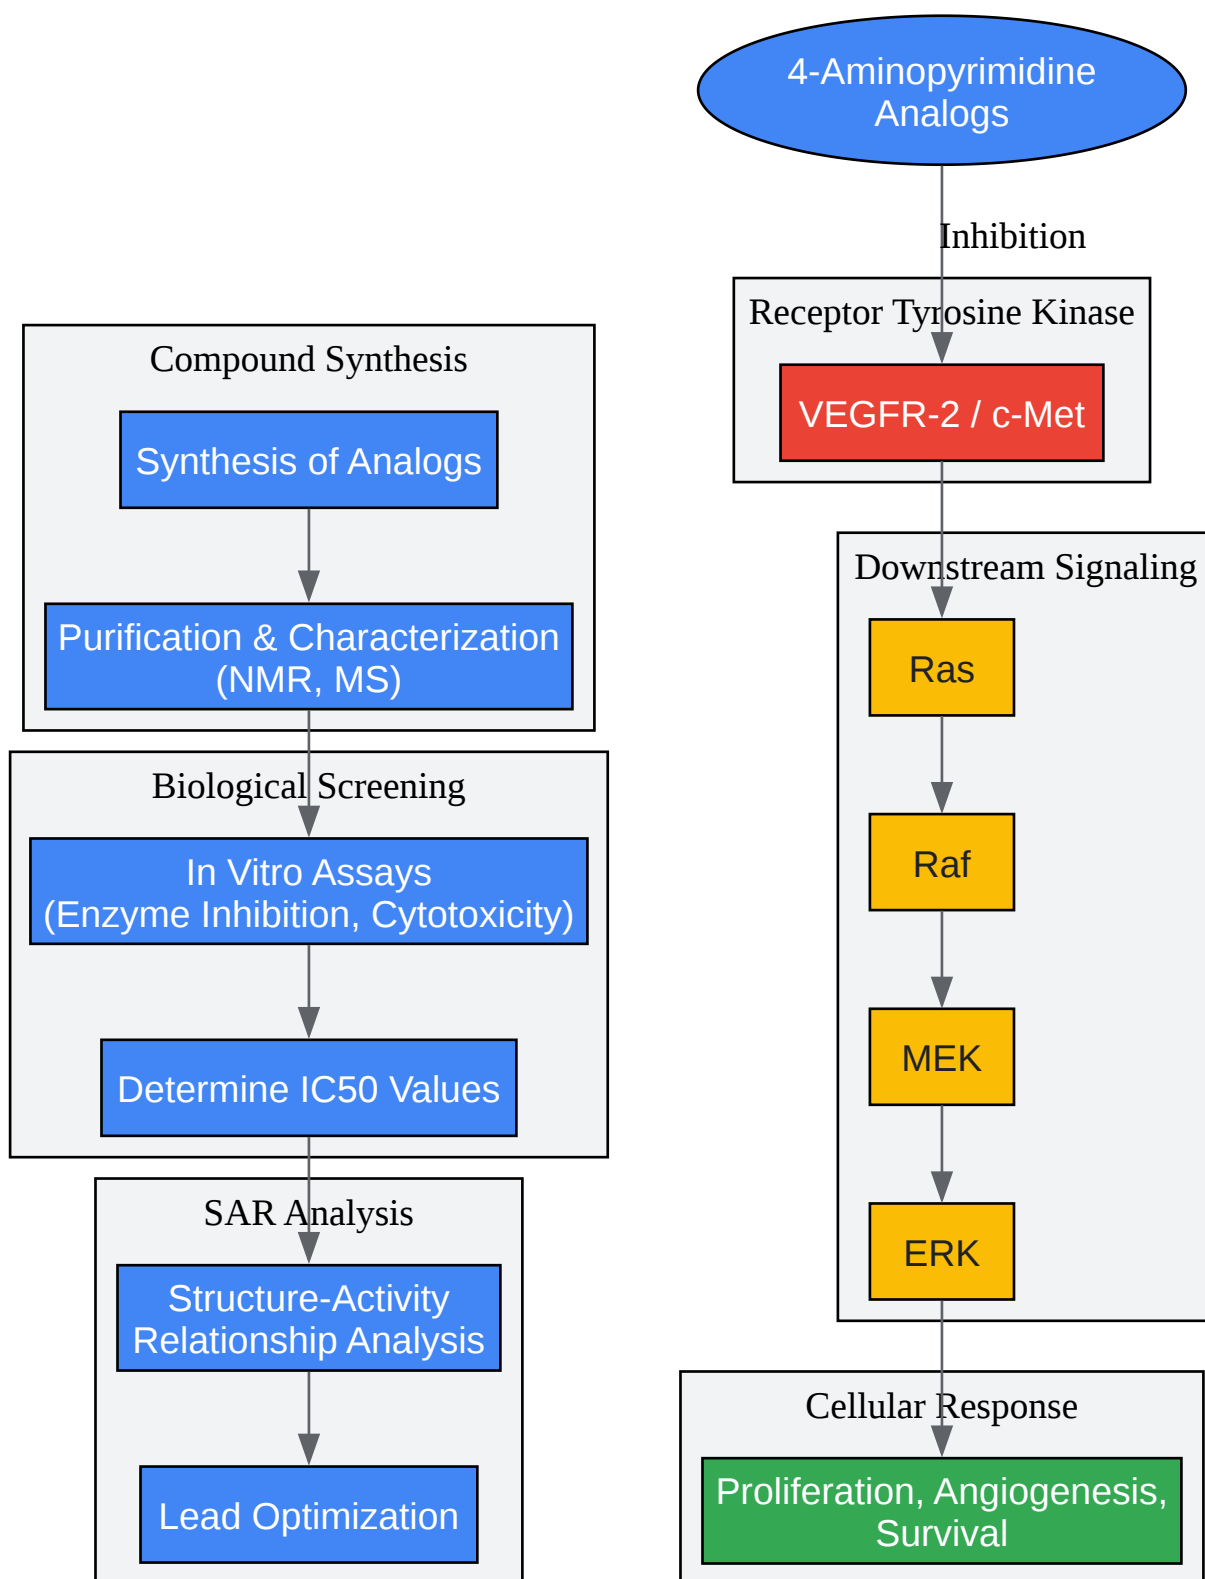 4-Aminopyrimidine
Analogs
Inhibition
Receptor Tyrosine Kinase
VEGFR-2 / c-Met
Downstream Signaling
Ras
Raf
MEK
ERK
Cellular Response
Proliferation, Angiogenesis,
Survival
Compound Synthesis
Synthesis of Analogs
Purification & Characterization
(NMR, MS)
Biological Screening
In Vitro Assays
(Enzyme Inhibition, Cytotoxicity)
Determine IC50 Values
SAR Analysis
Structure-Activity
Relationship Analysis
Lead Optimization